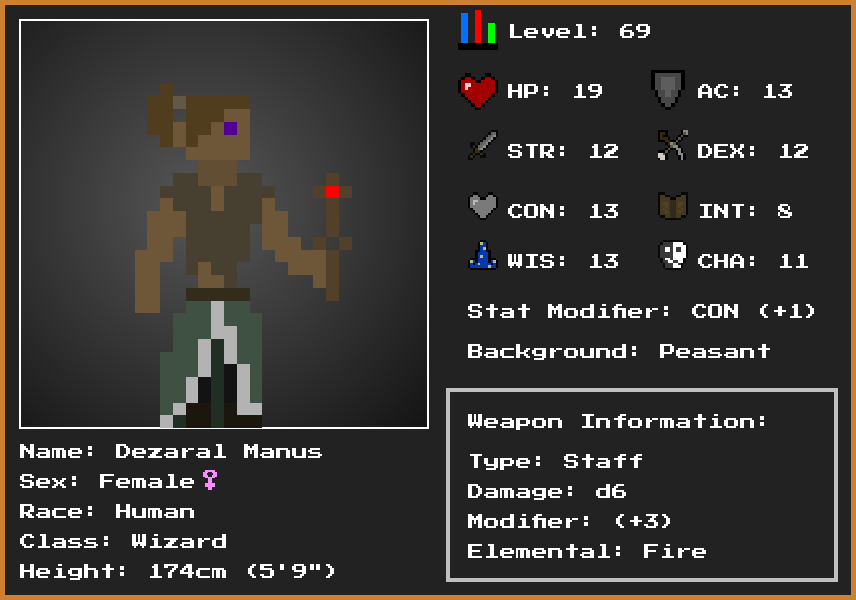 Level: 69
HP: 19 AC: 13
STR: 12 DEX: 12
CON: 13 INT: 8
WIS: 13 CHA: 11
Stat Modifier: CON (+1)
Background: Peasant
Weapon Information:
Type: Staff
Damage: d6
Modifier: (+3)
Elemental: Fire
Name: Dezaral Manus
Sex: Female♀
Race: Human
Class: Wizard
Height: 174cm (5'9")